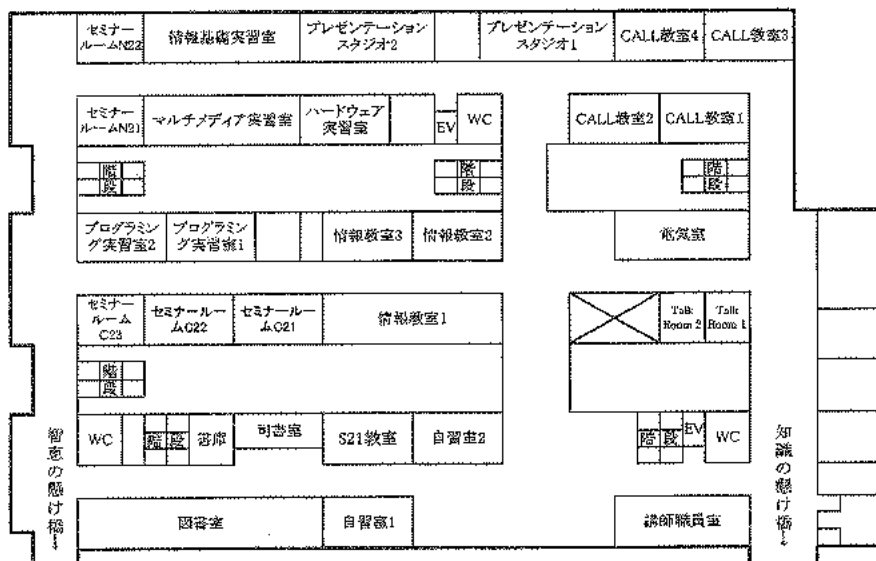 セミナー
ルームN22
情報基礎実習室
プレゼンテーション
スタジオ2
プレゼンテーション
スタジオ1
CALL教室4
CALL教室3
セミナー
ルームN21
マルチメディア実習室
ハードウェア
実習室
EV
WC
CALL教室2
CALL教室1
階
段
階
段
階
段
プログラミン
グ実習室2
プログラミン
グ実習室1
情報教室3
情報教室2
電気室
セミナー
ルーム
C23
セミナールー
ムC22
セミナールー
ムC21
情報教室1
Talk
Room 2
Talk
Room 1
階
段
WC
階段
書庫
司書室
S21教室
自習室2
階段
EV
WC
智恵の懸け橋→
知識の懸け橋→
図書室
自習室1
講師職員室